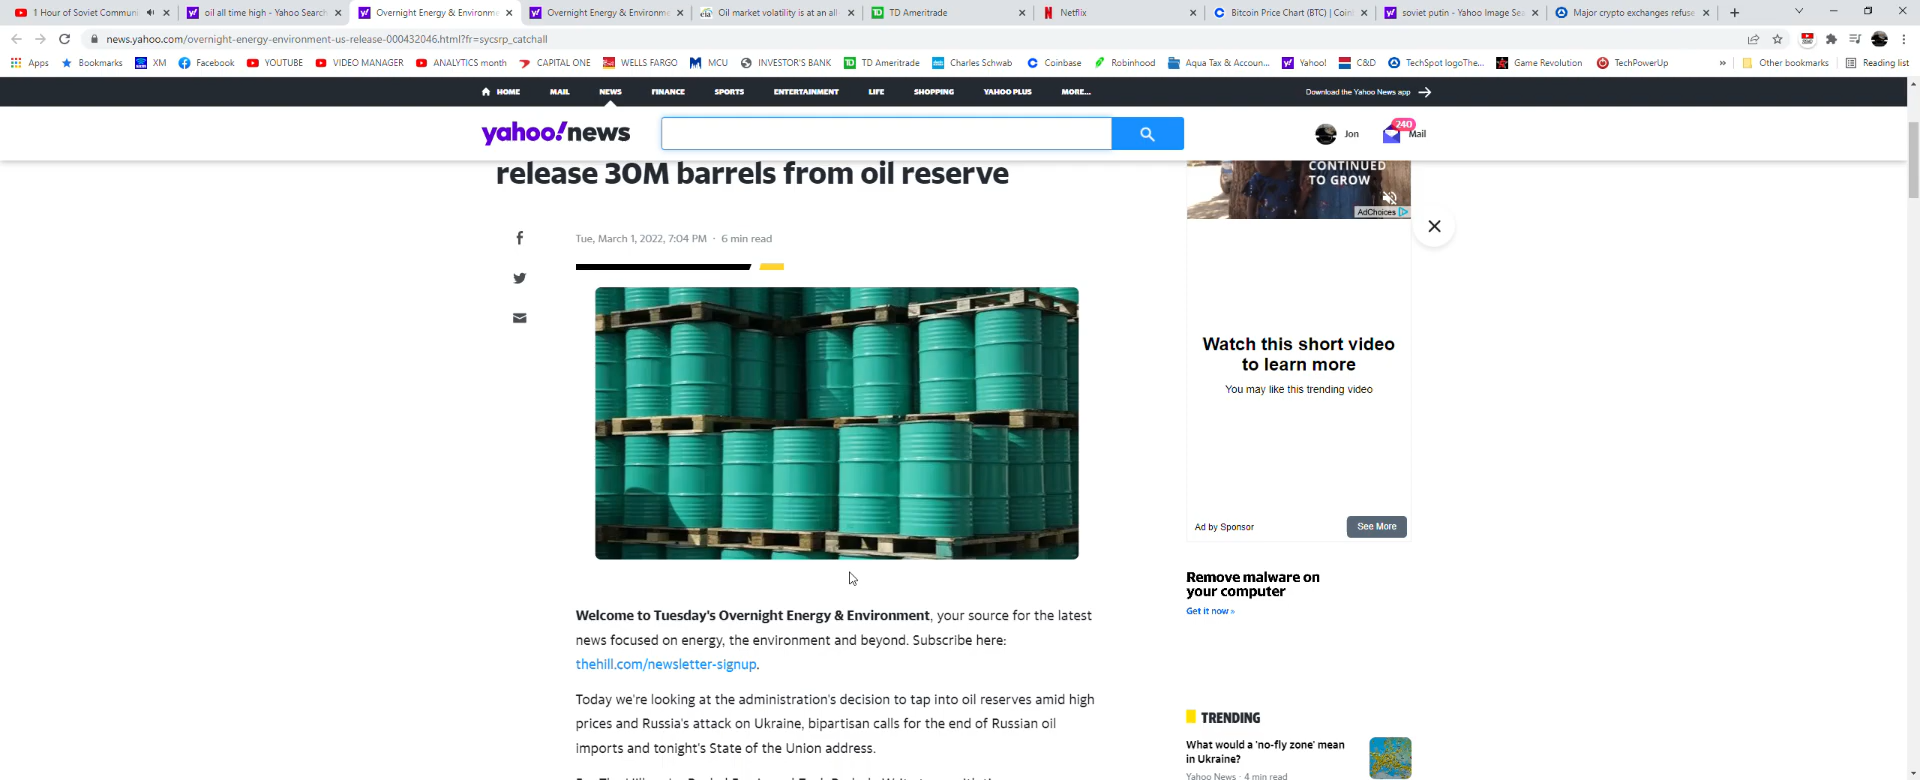 1 Hour of Soviet Communi
oil all time high - Yahoo Search
Overnight Energy & Environme
Overnight Energy & Environme
Oil market volatility is at an all
TD Ameritrade
Netflix
Bitcoin Price Chart (BTC) | Coin
soviet putin - Yahoo Image Sea
Major crypto exchanges refuse
news.yahoo.com/overnight-energy-environment-us-release-000432046.html?fr=sycsrp_catchall
Apps
Bookmarks
XM
Facebook
YOUTUBE
VIDEO MANAGER
ANALYTICS month
CAPITAL ONE
WELLS FARGO
MCU
INVESTOR'S BANK
TD Ameritrade
Charles Schwab
Coinbase
Robinhood
Aqua Tax & Accoun...
Yahoo!
C&D
TechSpot logoThe...
Game Revolution
TechPowerUp
»
Other bookmarks
Reading list
HOME
MAIL
NEWS
FINANCE
SPORTS
ENTERTAINMENT
LIFE
SHOPPING
YAHOO PLUS
MORE...
Download the Yahoo News app
yahoo!news
Jon
240
Mail
release 30M barrels from oil reserve
CONTINUED
TO GROW
AdChoices
Tue, March 1, 2022, 7:04 PM · 6 min read
Watch this short video
to learn more
You may like this trending video
Ad by Sponsor
See More
Remove malware on
your computer
Get it now »
Welcome to Tuesday's Overnight Energy & Environment, your source for the latest
news focused on energy, the environment and beyond. Subscribe here:
thehill.com/newsletter-signup.
Today we're looking at the administration's decision to tap into oil reserves amid high
prices and Russia's attack on Ukraine, bipartisan calls for the end of Russian oil
imports and tonight's State of the Union address.
TRENDING
What would a 'no-fly zone' mean
in Ukraine?
Yahoo News · 4 min read